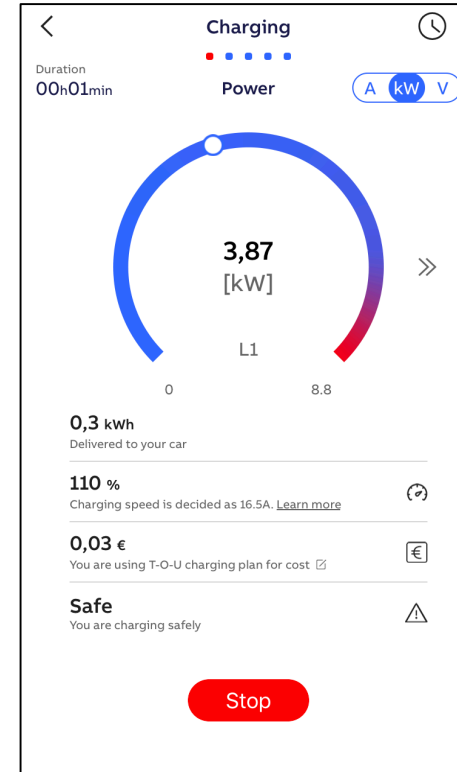 Charging
Duration
00h01min
Power
A kW V
3,87
[kW]
L1
0 8.8
0,3 kWh
Delivered to your car
110 %
Charging speed is decided as 16.5A. Learn more
0,03 €
You are using T-O-U charging plan for cost
€
Safe
You are charging safely
Stop